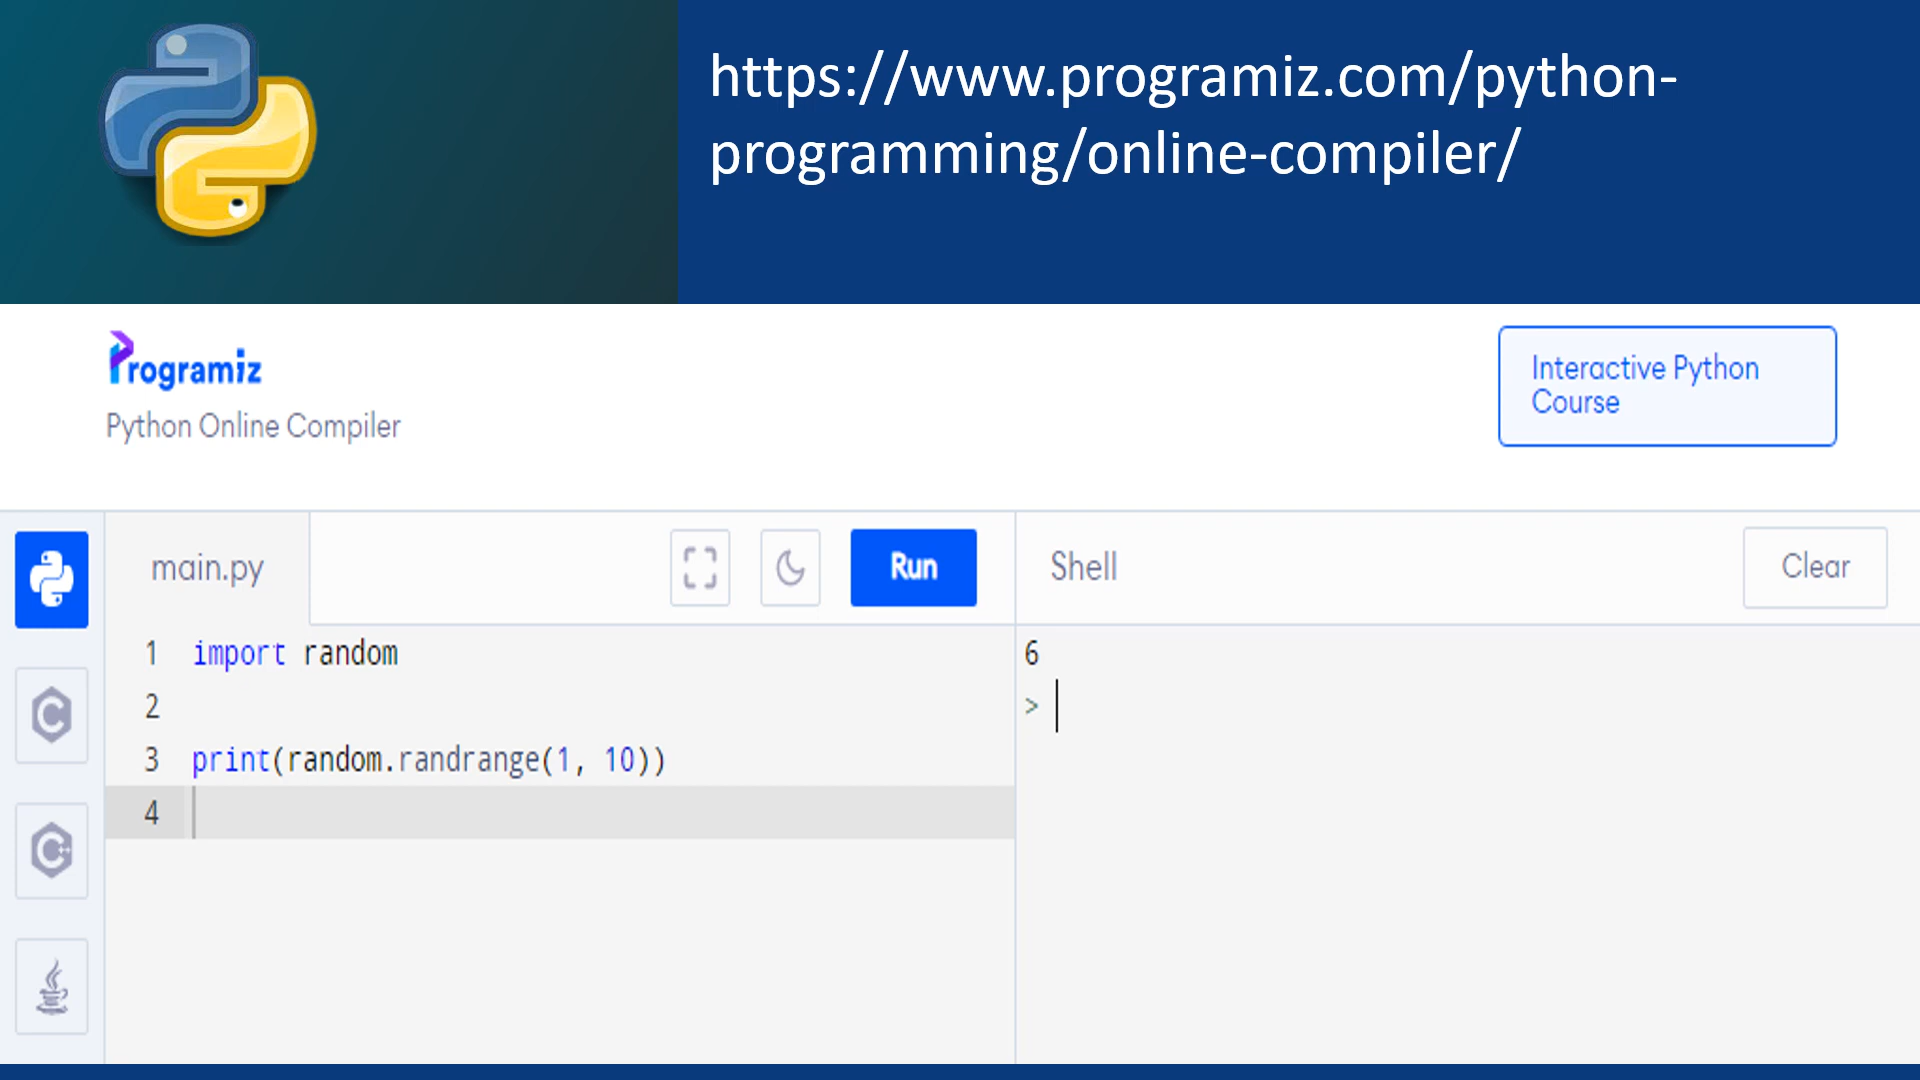 https://www.programiz.com/python-
programming/online-compiler/
Programiz
Python Online Compiler
Interactive Python
Course
main.py
Run
Shell
Clear
1 import random
2
3 print(random.randrange(1, 10))
4
6
>
C
C++